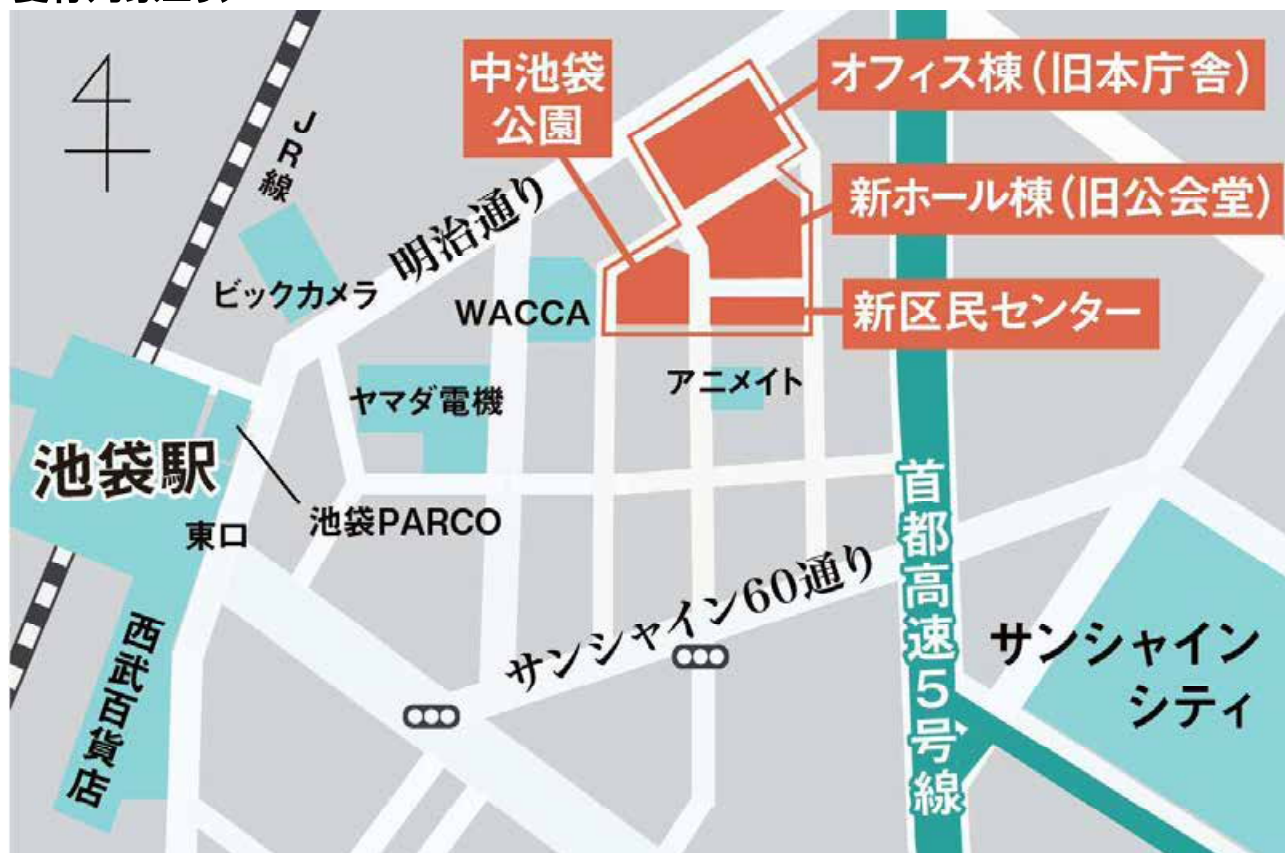 中池袋
公園
オフィス棟（旧本庁舎）
新ホール棟（旧公会堂）
新区民センター
JR線
明治通り
ビックカメラ
WACCA
ヤマダ電機
アニメイト
池袋駅
東口
池袋PARCO
西武百貨店
サンシャイン60通り
首都高速5号線
サンシャイン
シティ